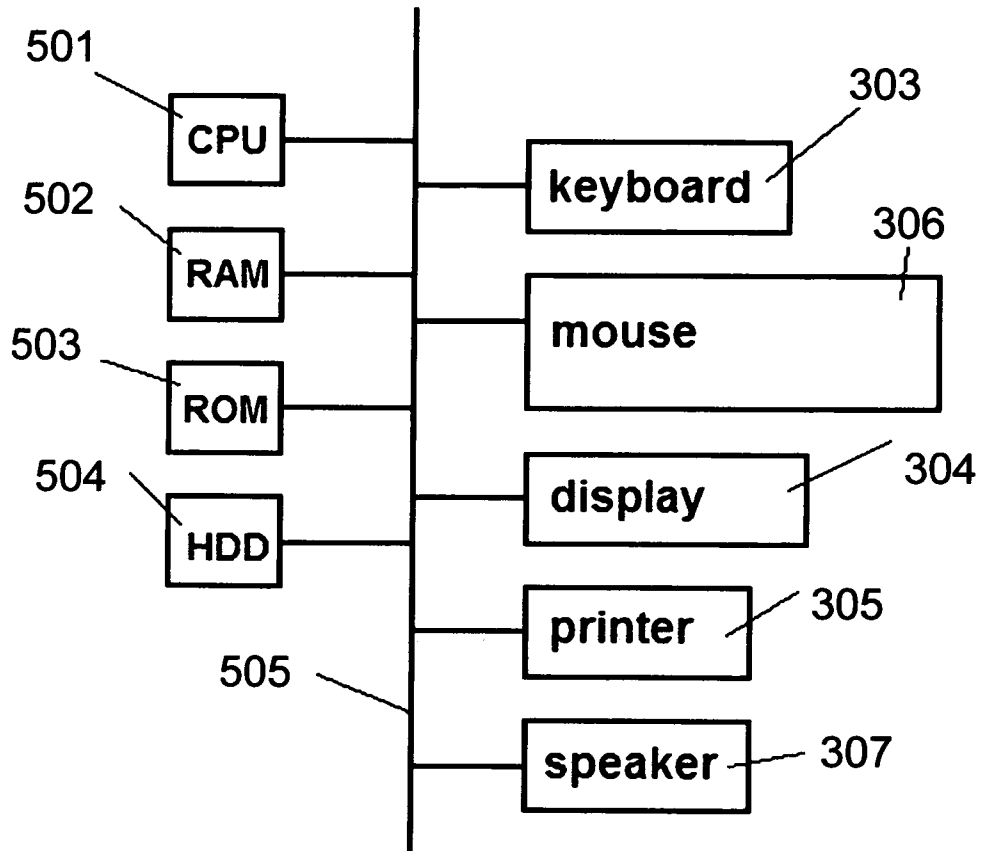 501
CPU
303
keyboard
502
RAM
306
mouse
503
ROM
504
HDD
304
display
305
printer
505
307
speaker